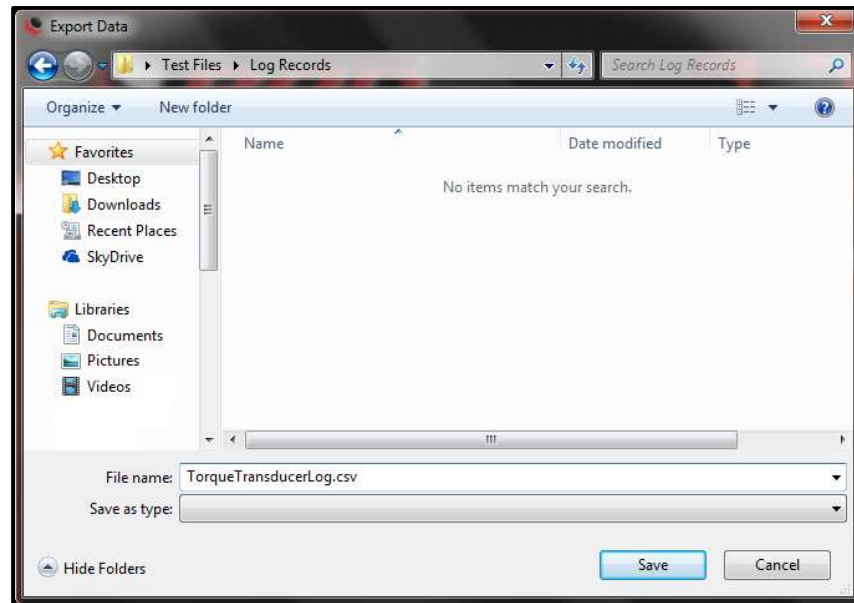 Export Data
Test Files Log Records
Search Log Records
Organize New folder
Name Date modified Type
Favorites
No items match your search.
Desktop
Downloads
Recent Places
SkyDrive
Libraries
Documents
Pictures
Videos
File name: TorqueTransducerLog.csv
Save as type:
Hide Folders Save Cancel